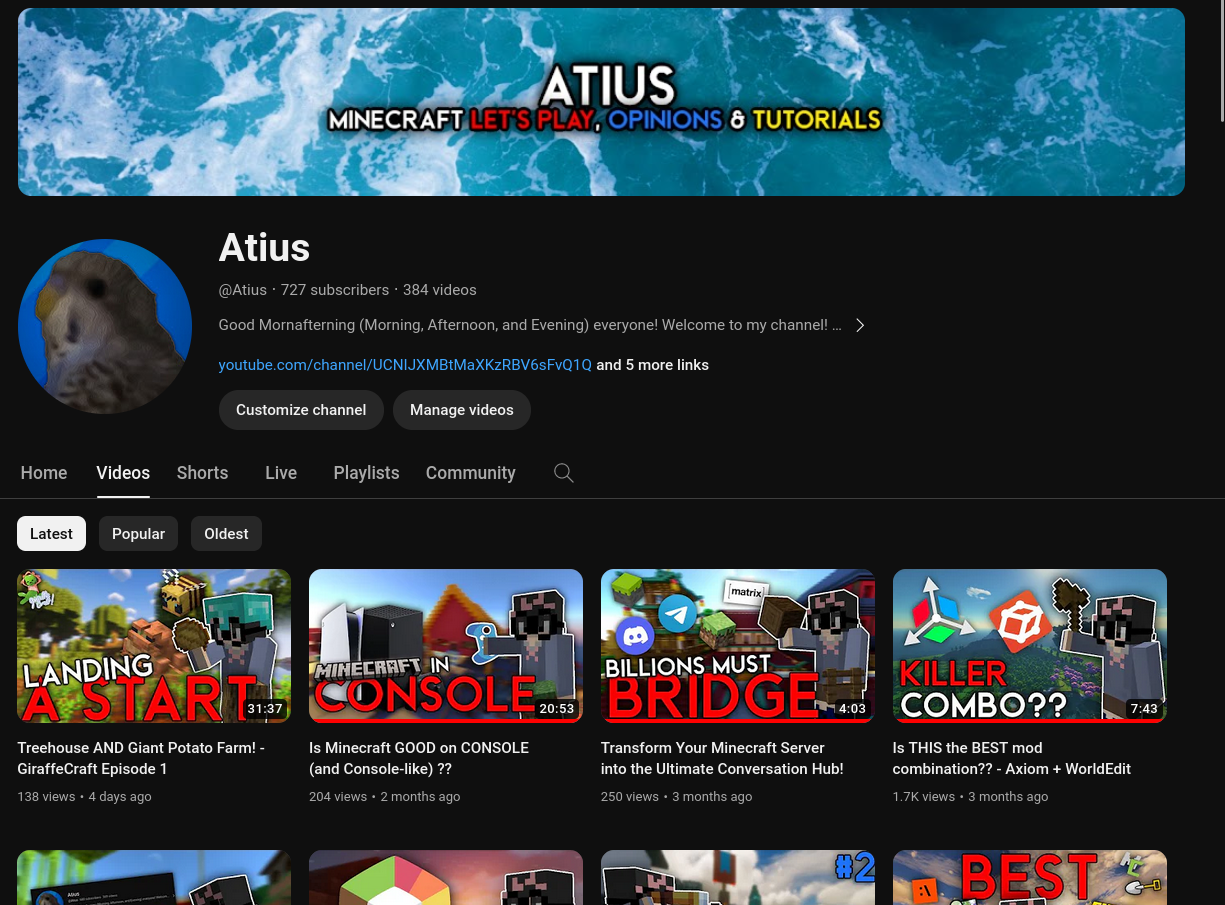 ATIUS
MINECRAFT LET'S PLAY, OPINIONS & TUTORIALS
Atius
@Atius · 727 subscribers · 384 videos
Good Mornafterning (Morning, Afternoon, and Evening) everyone! Welcome to my channel! ...
youtube.com/channel/UCNIJXMBtMaXKzRBV6sFvQ1Q and 5 more links
Customize channel Manage videos
Home Videos Shorts Live Playlists Community
Latest Popular Oldest
LANDING
A START
31:37
MINECRAFT IN
CONSOLE
20:53
matrix
BILLIONS MUST
BRIDGE
4:03
KILLER
COMBO??
7:43
Treehouse AND Giant Potato Farm! -
GiraffeCraft Episode 1
138 views • 4 days ago
Is Minecraft GOOD on CONSOLE
(and Console-like) ??
204 views • 2 months ago
Transform Your Minecraft Server
into the Ultimate Conversation Hub!
250 views • 3 months ago
Is THIS the BEST mod
combination?? - Axiom + WorldEdit
1.7K views • 3 months ago
Atius
#2
BEST
:\